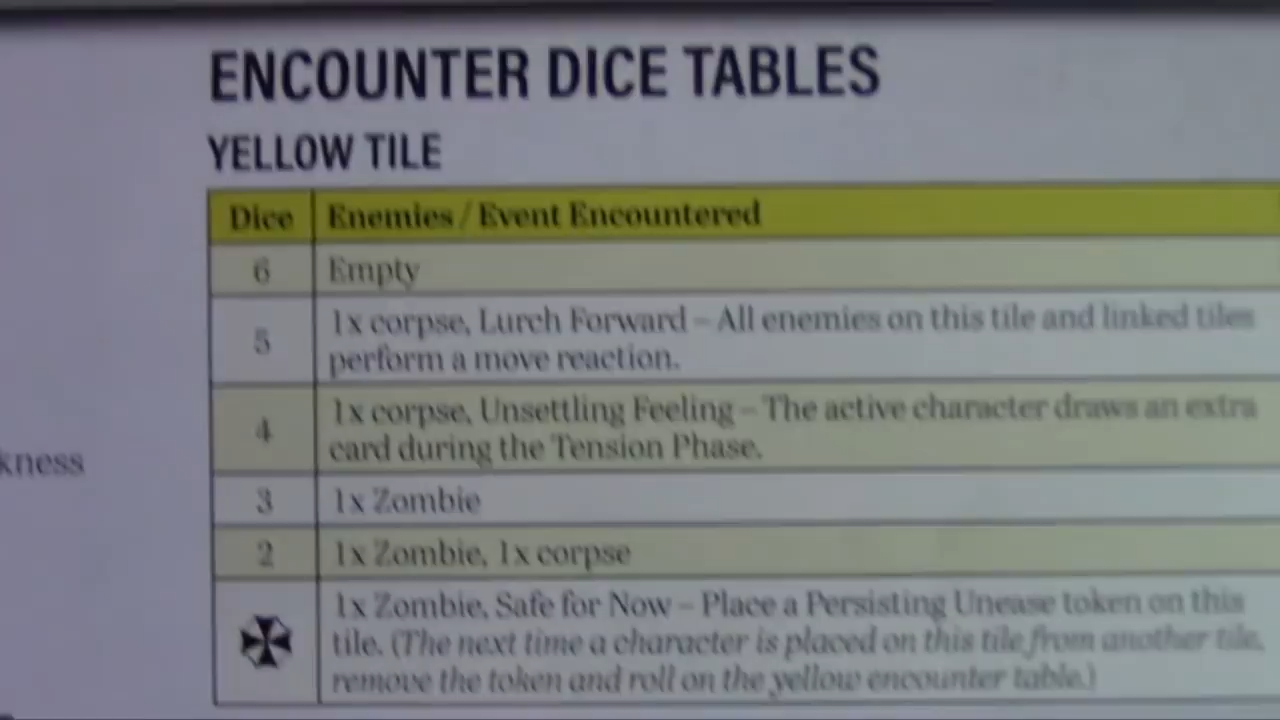 ENCOUNTER DICE TABLES
YELLOW TILE
Dice Enemies / Event Encountered
6 Empty
5 1x corpse, Lurch Forward – All enemies on this tile and linked tiles
perform a move reaction.
4 1x corpse, Unsettling Feeling – The active character draws an extra
card during the Tension Phase.
kness
3 1x Zombie
2 1x Zombie, 1x corpse
1x Zombie, Safe for Now – Place a Persisting Unease token on this
tile. (The next time a character is placed on this tile from another tile,
remove the token and roll on the yellow encounter table.)